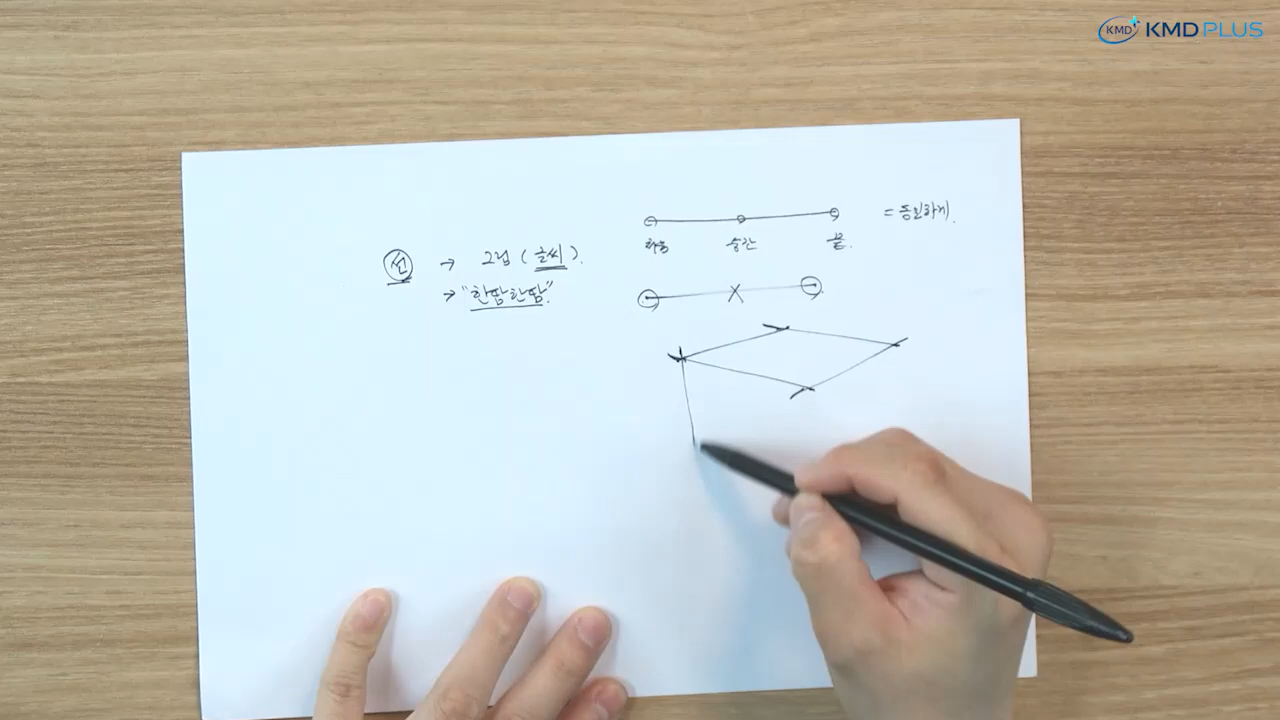 KMD KMD PLUS
= 동일하게.
처음 중간 끝.
선 → 그림 (글씨).
→ "한땀한땀".